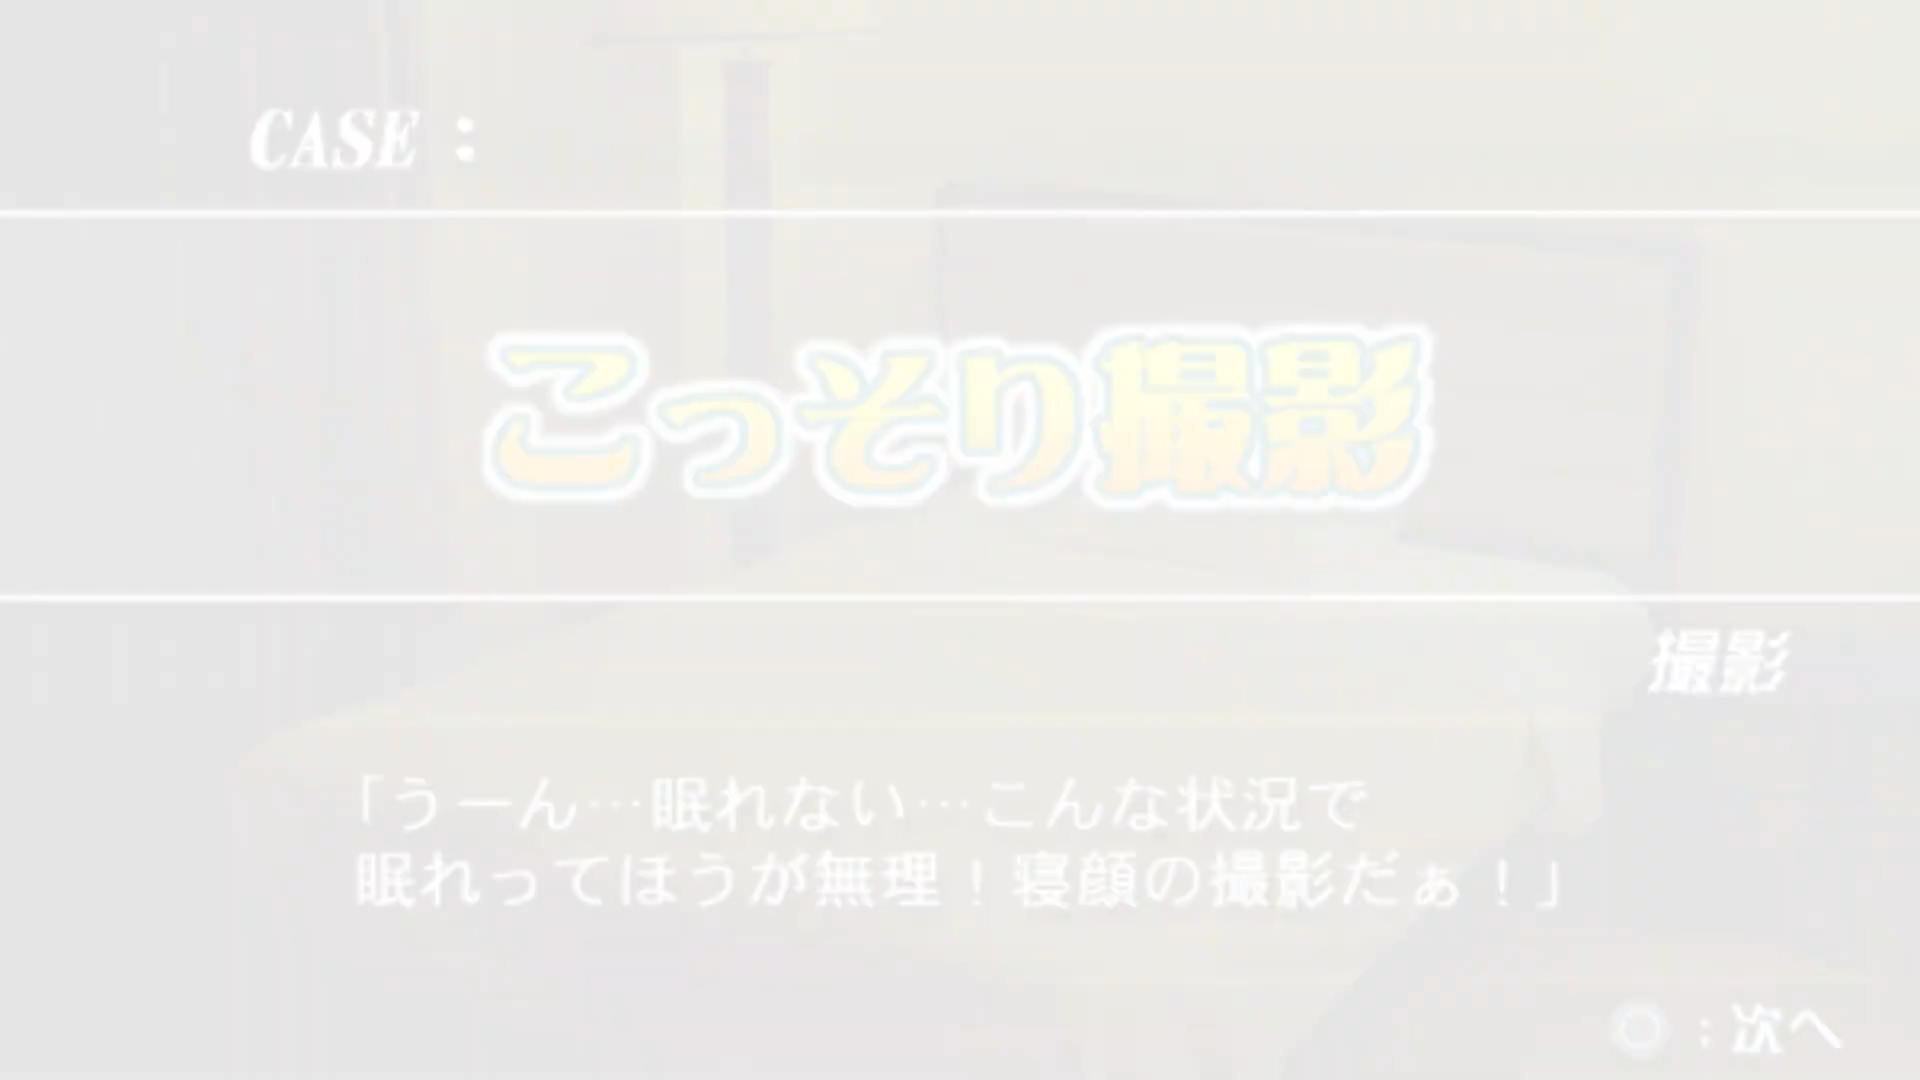 CASE：
こっそり撮影
撮影
「うーん…眠れない…こんな状況で
眠れってほうが無理！寝顔の撮影だぁ！」
：次へ